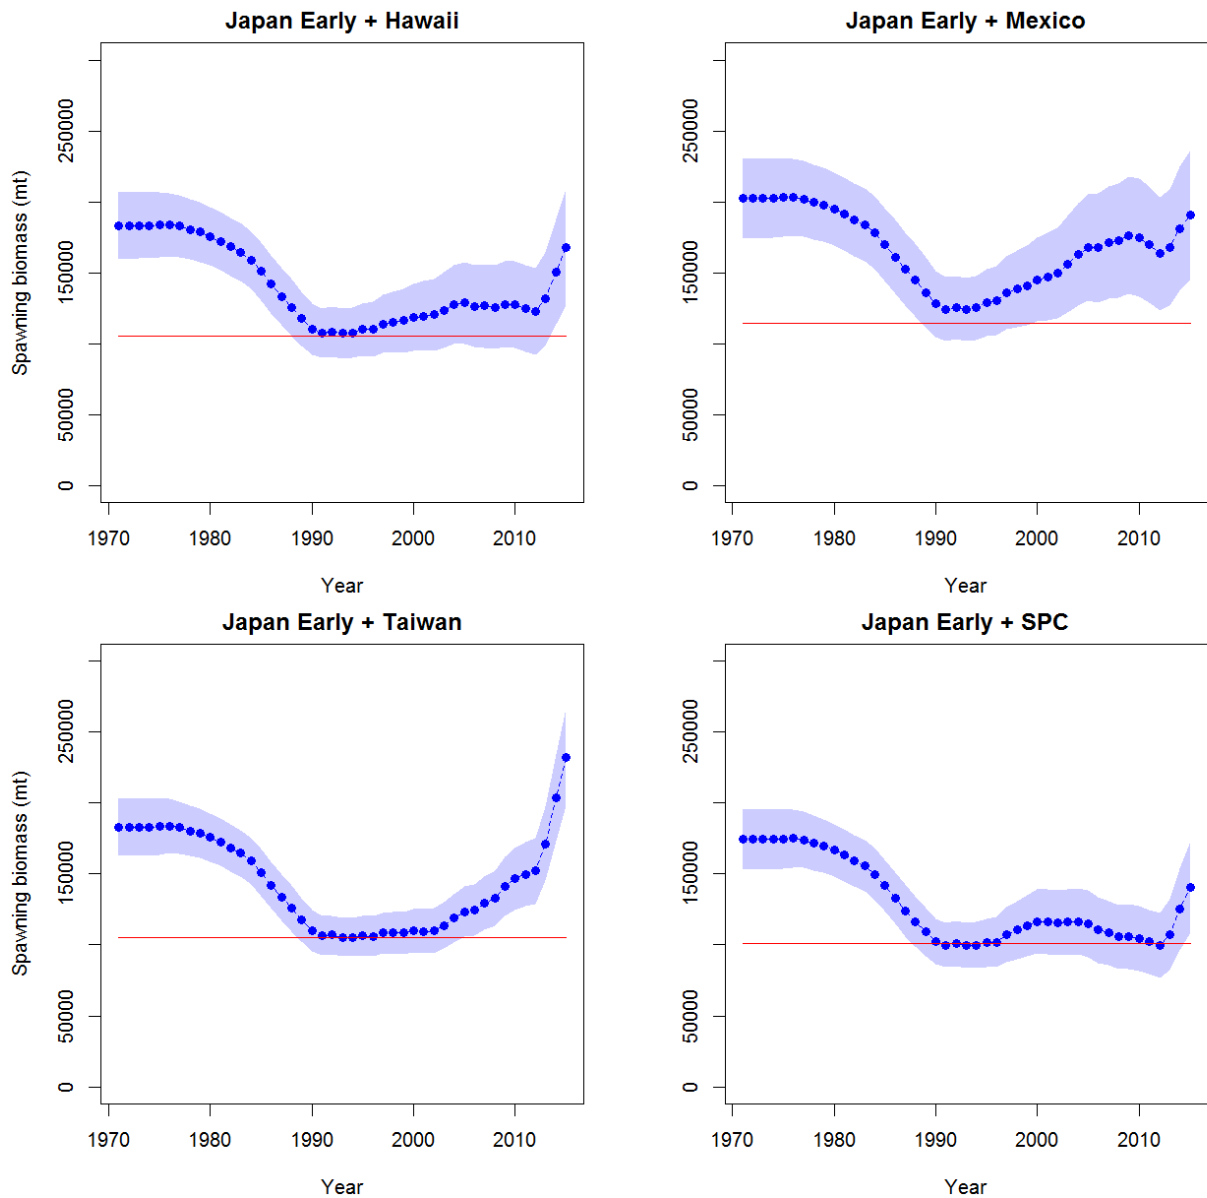 Japan Early + Hawaii
Spawning biomass (mt)
250000
150000
50000
0
1970 1980 1990 2000 2010
Year
Japan Early + Mexico
250000
150000
50000
0
1970 1980 1990 2000 2010
Year
Japan Early + Taiwan
Spawning biomass (mt)
250000
150000
50000
0
1970 1980 1990 2000 2010
Year
Japan Early + SPC
250000
150000
50000
0
1970 1980 1990 2000 2010
Year